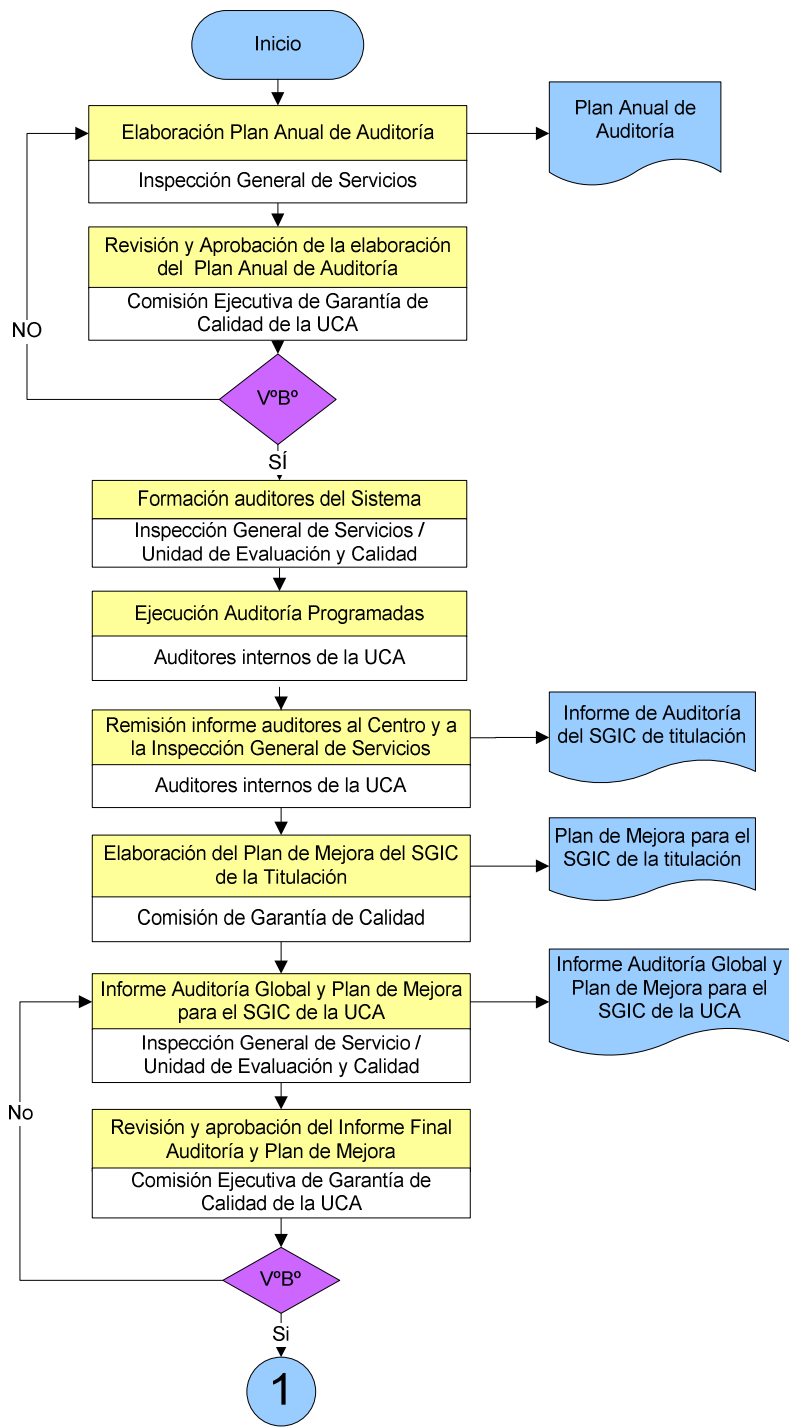 Inicio
Elaboración Plan Anual de Auditoría
Inspección General de Servicios
Plan Anual de
Auditoría
Revisión y Aprobación de la elaboración
del Plan Anual de Auditoría
Comisión Ejecutiva de Garantía de
Calidad de la UCA
NO
VºBº
SÍ
Formación auditores del Sistema
Inspección General de Servicios /
Unidad de Evaluación y Calidad
Ejecución Auditoría Programadas
Auditores internos de la UCA
Remisión informe auditores al Centro y a
la Inspección General de Servicios
Auditores internos de la UCA
Informe de Auditoría
del SGIC de titulación
Elaboración del Plan de Mejora del SGIC
de la Titulación
Comisión de Garantía de Calidad
Plan de Mejora para el
SGIC de la titulación
Informe Auditoría Global y Plan de Mejora
para el SGIC de la UCA
Inspección General de Servicio /
Unidad de Evaluación y Calidad
Informe Auditoría Global y
Plan de Mejora para el
SGIC de la UCA
No
Revisión y aprobación del Informe Final
Auditoría y Plan de Mejora
Comisión Ejecutiva de Garantía de
Calidad de la UCA
VºBº
Si
1